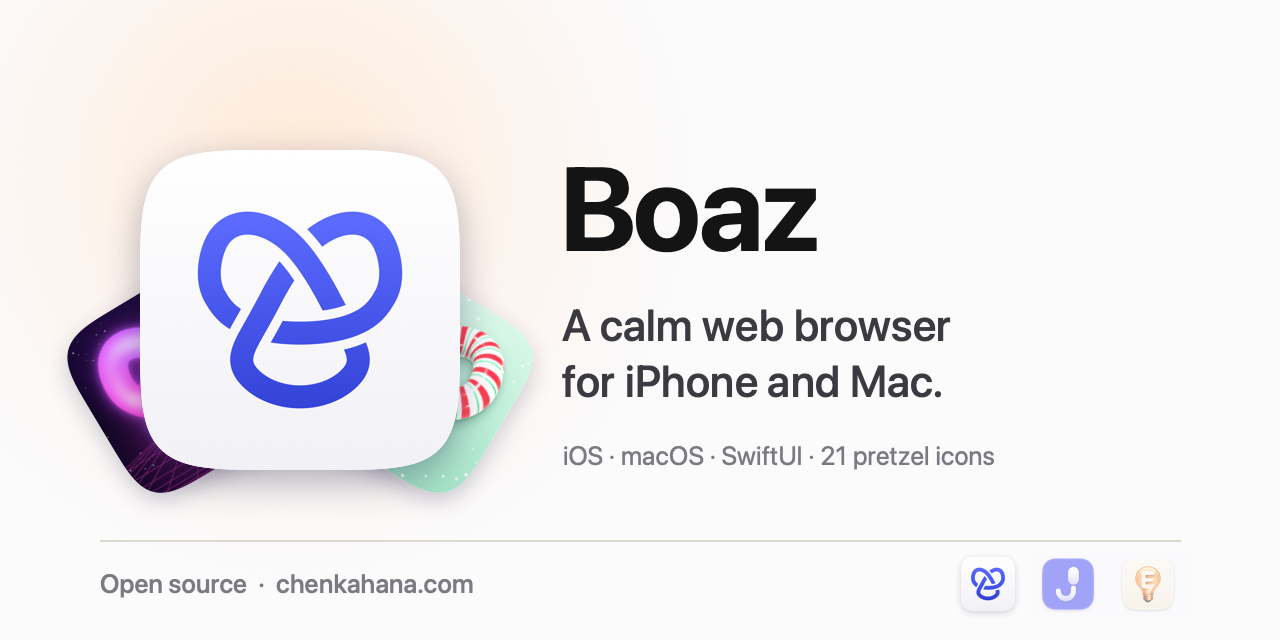 Boaz
A calm web browser
for iPhone and Mac.
iOS · macOS · SwiftUI · 21 pretzel icons
Open source · chenkahana.com
J
E